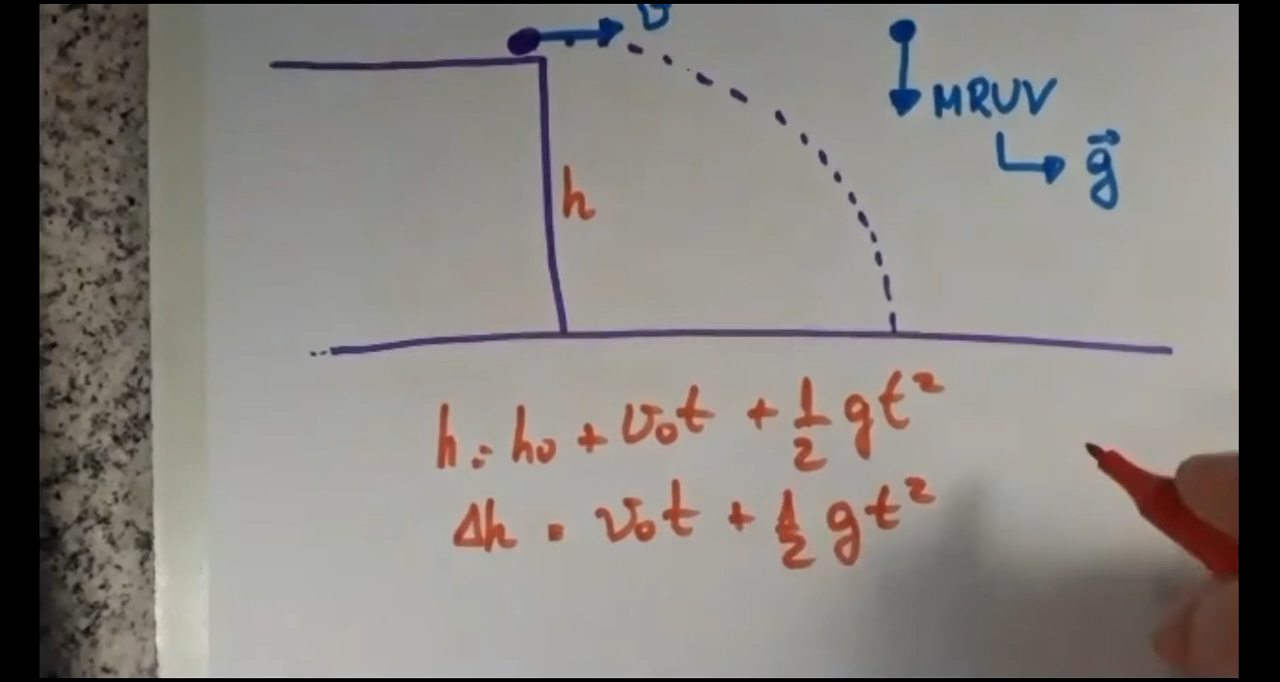 v
MRUV
g⃗
h
h = h₀ + v₀t + 1/2 gt²
Δh = v₀t + 1/2 gt²